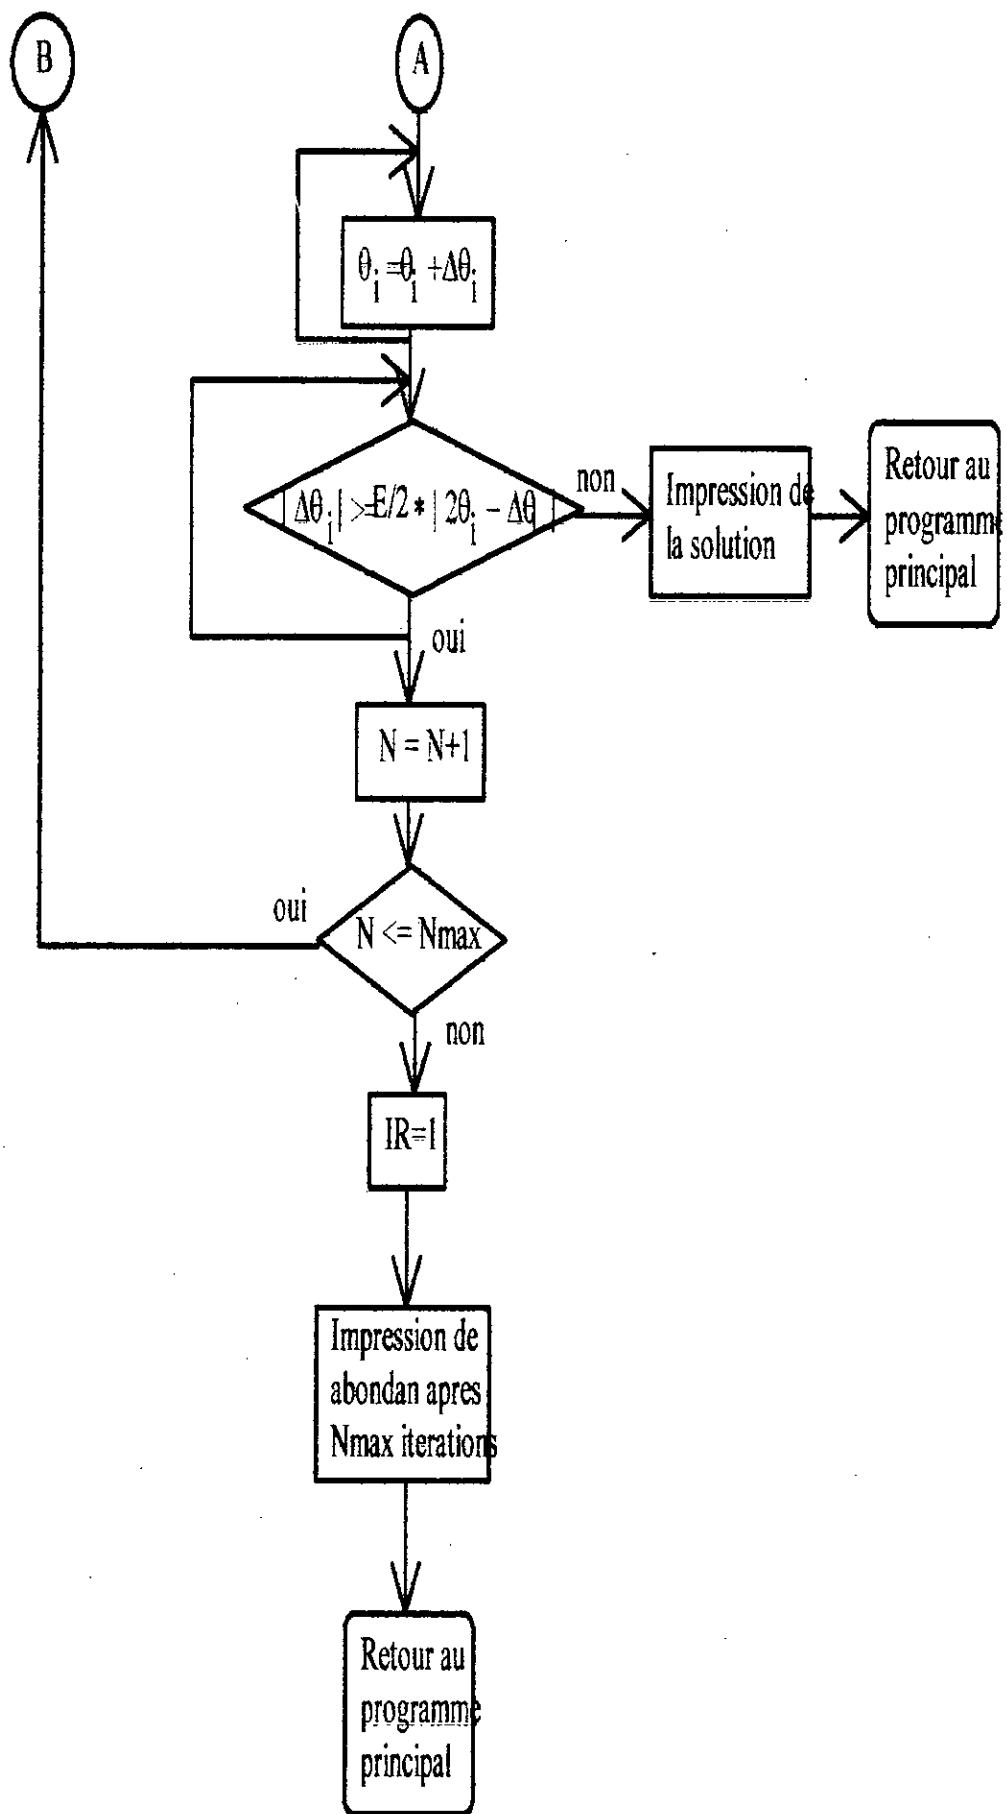 B
A
θi =θi +Δθi
| Δθi | >=E/2 * | 2θi - Δθ |
non
Impression de
la solution
Retour au
programme
principal
oui
N = N+1
oui
N <= Nmax
non
IR=1
Impression de
abondan apres
Nmax iterations
Retour au
programme
principal